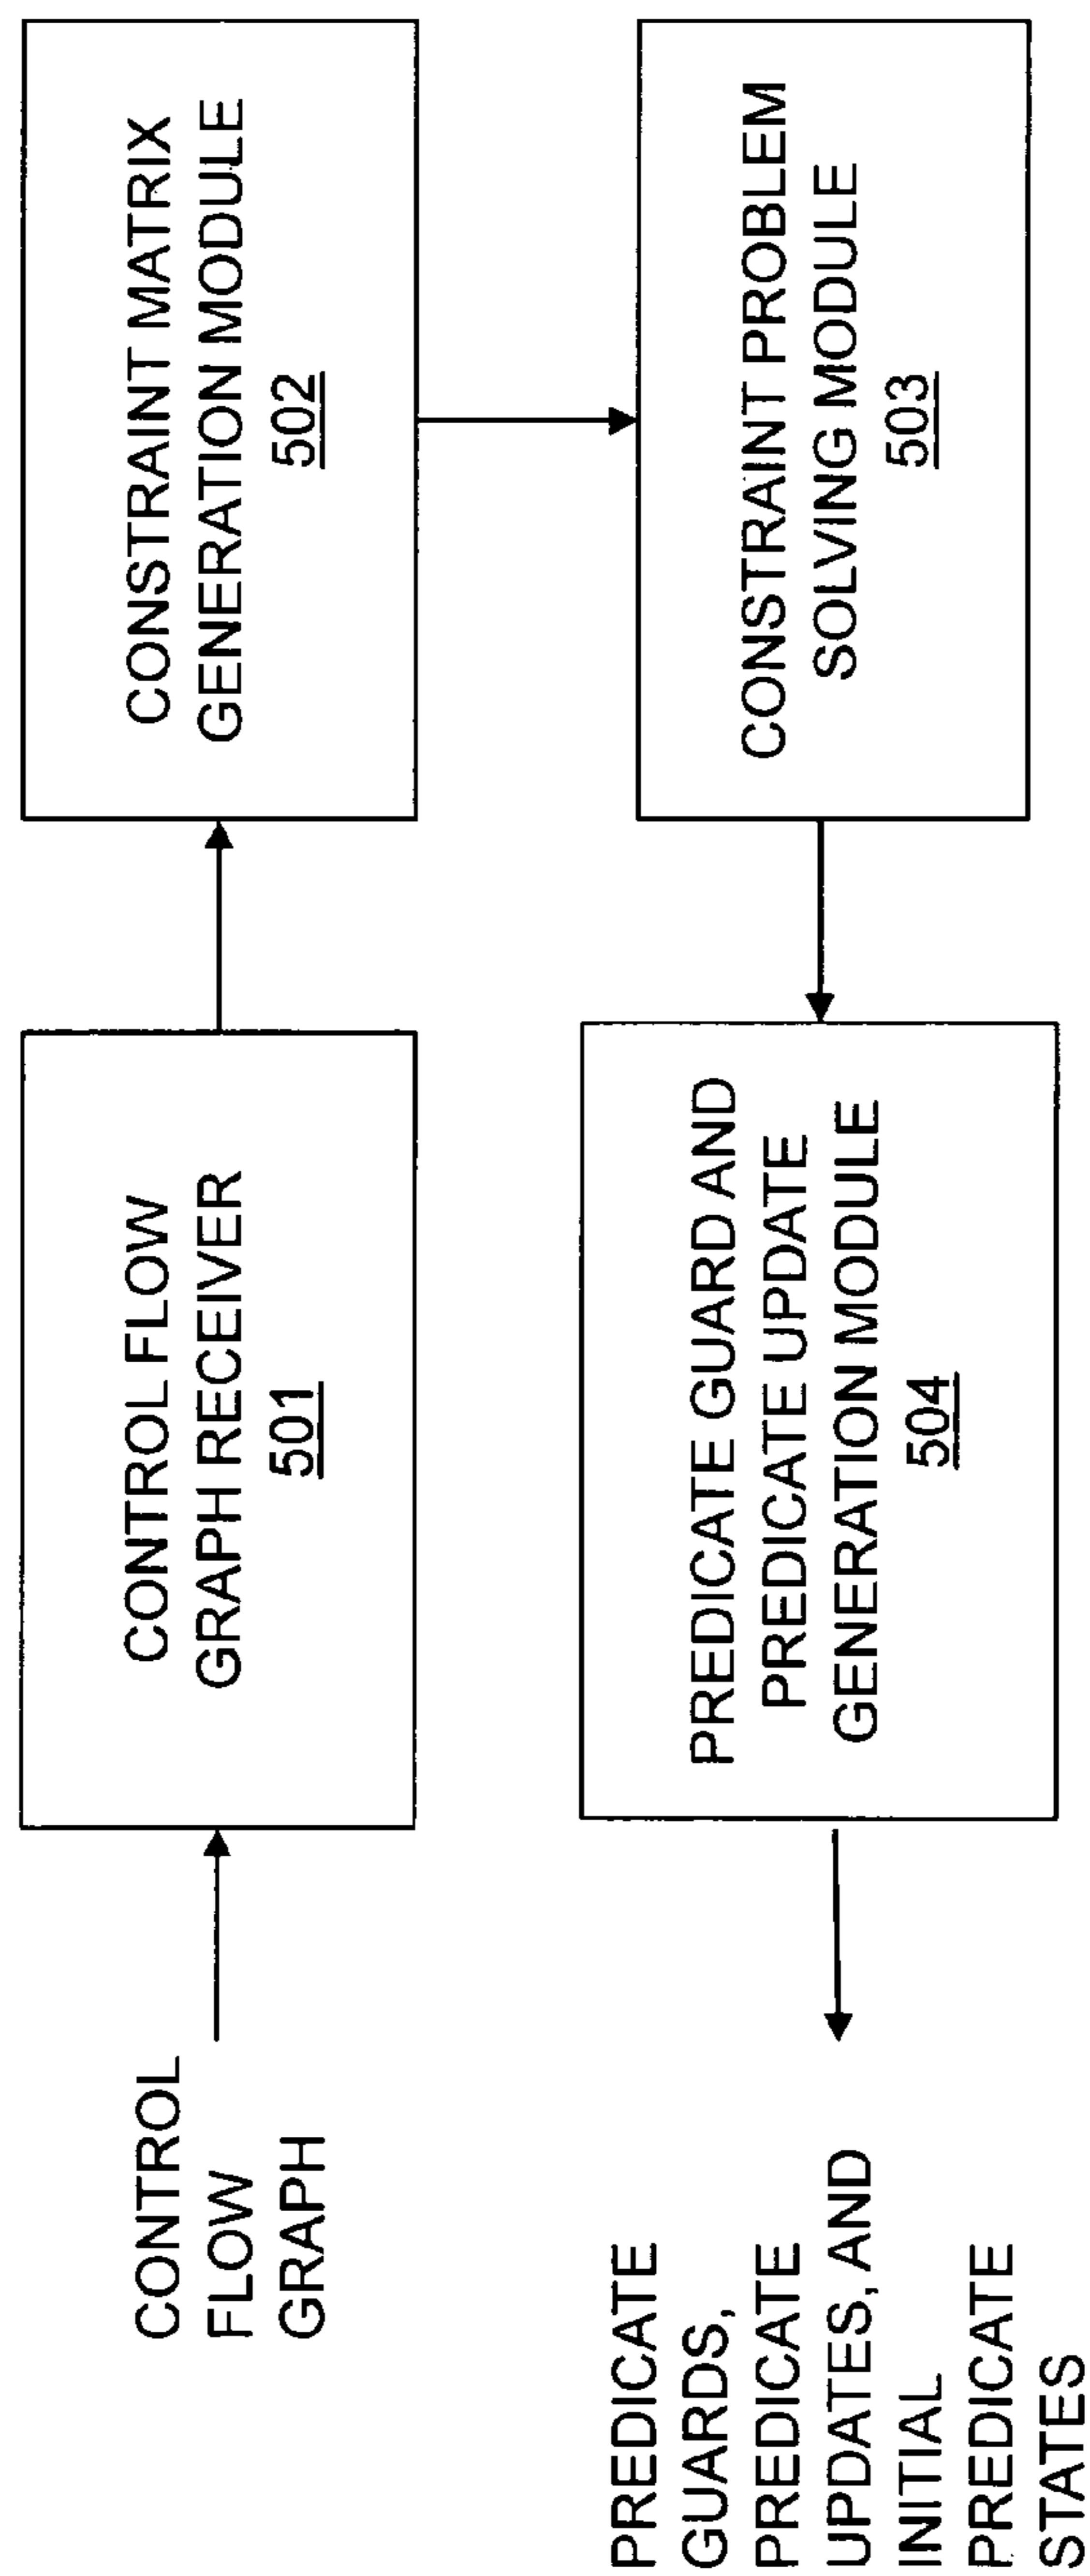 CONTROL
FLOW
GRAPH
CONTROL FLOW
GRAPH RECEIVER
501
CONSTRAINT MATRIX
GENERATION MODULE
502
CONSTRAINT PROBLEM
SOLVING MODULE
503
PREDICATE GUARD AND
PREDICATE UPDATE
GENERATION MODULE
504
PREDICATE
GUARDS,
PREDICATE
UPDATES, AND
INITIAL
PREDICATE
STATES